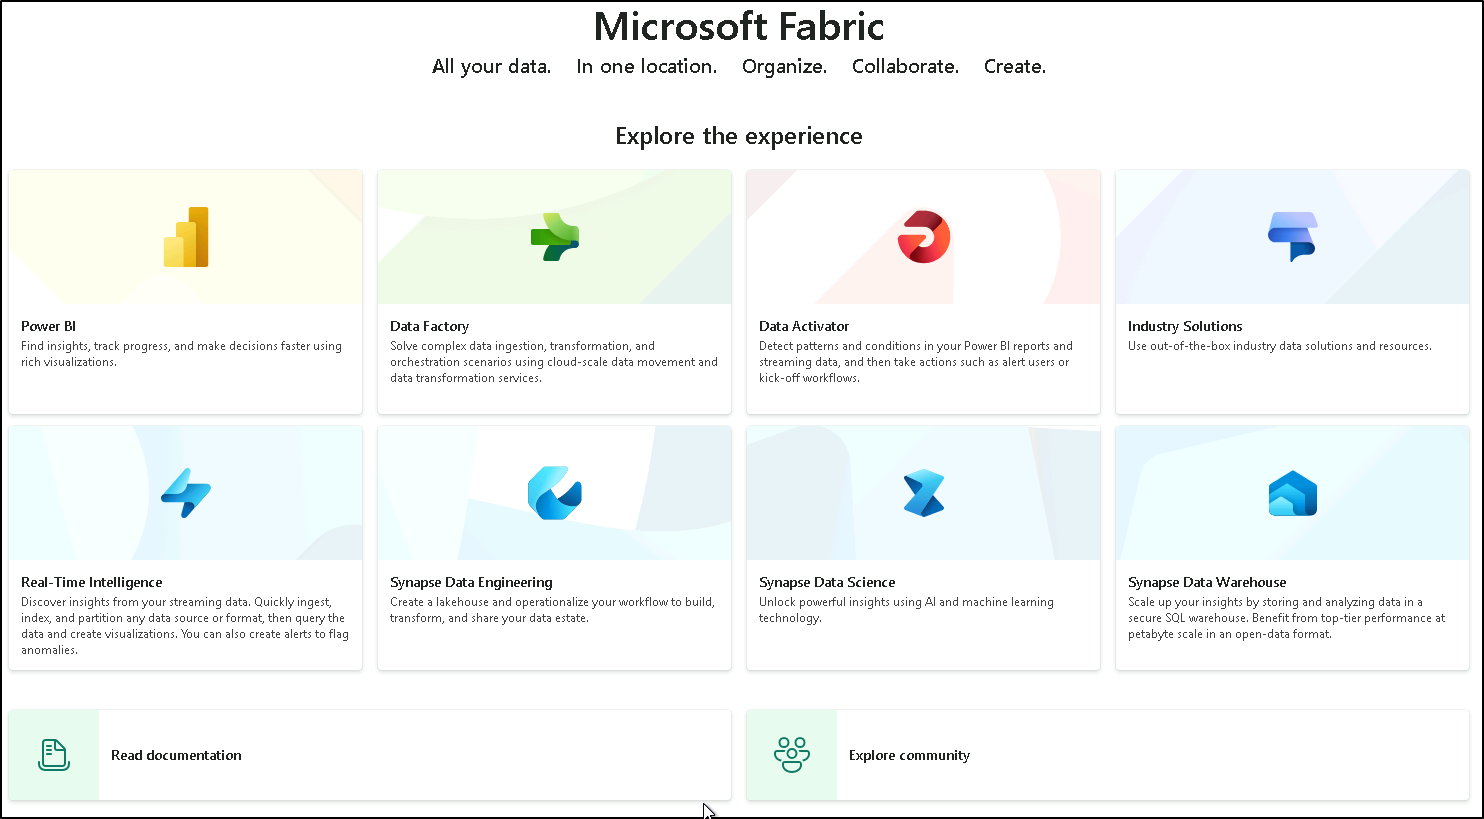 Microsoft Fabric
All your data. In one location. Organize. Collaborate. Create.
Explore the experience
Power BI
Find insights, track progress, and make decisions faster using
rich visualizations.
Data Factory
Solve complex data ingestion, transformation, and
orchestration scenarios using cloud-scale data movement and
data transformation services.
Data Activator
Detect patterns and conditions in your Power BI reports and
streaming data, and then take actions such as alert users or
kick-off workflows.
Industry Solutions
Use out-of-the-box industry data solutions and resources.
Real-Time Intelligence
Discover insights from your streaming data. Quickly ingest,
index, and partition any data source or format, then query the
data and create visualizations. You can also create alerts to flag
anomalies.
Synapse Data Engineering
Create a lakehouse and operationalize your workflow to build,
transform, and share your data estate.
Synapse Data Science
Unlock powerful insights using AI and machine learning
technology.
Synapse Data Warehouse
Scale up your insights by storing and analyzing data in a
secure SQL warehouse. Benefit from top-tier performance at
petabyte scale in an open-data format.
Read documentation
Explore community